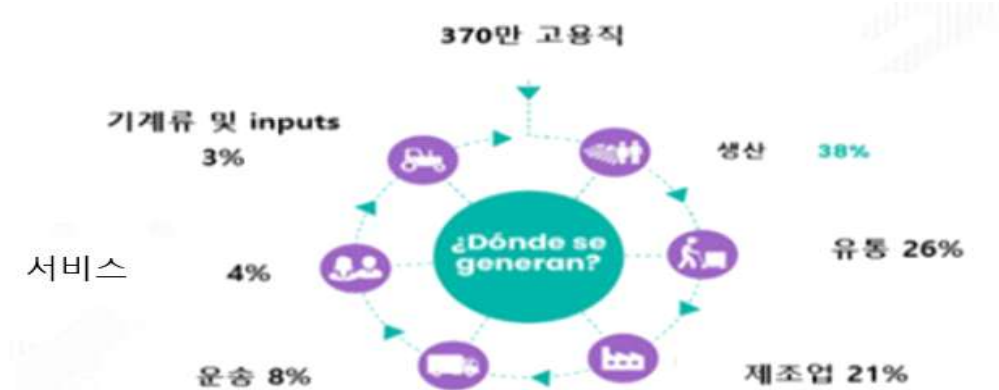 370만 고용직
기계류 및 inputs
3%
생산 38%
¿Dónde se
generan?
유통 26%
서비스 4%
운송 8%
제조업 21%